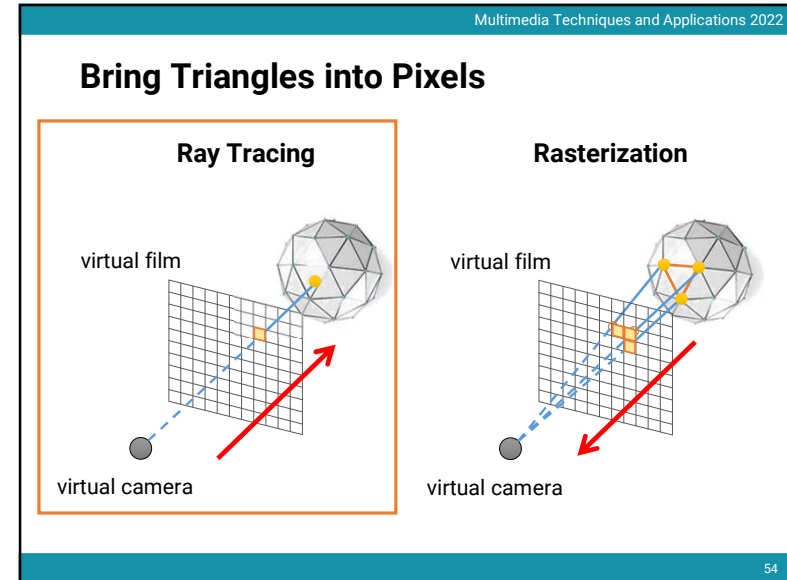 Multimedia Techniques and Applications 2022
Bring Triangles into Pixels
Ray Tracing
virtual film
virtual camera
Rasterization
virtual film
virtual camera
54